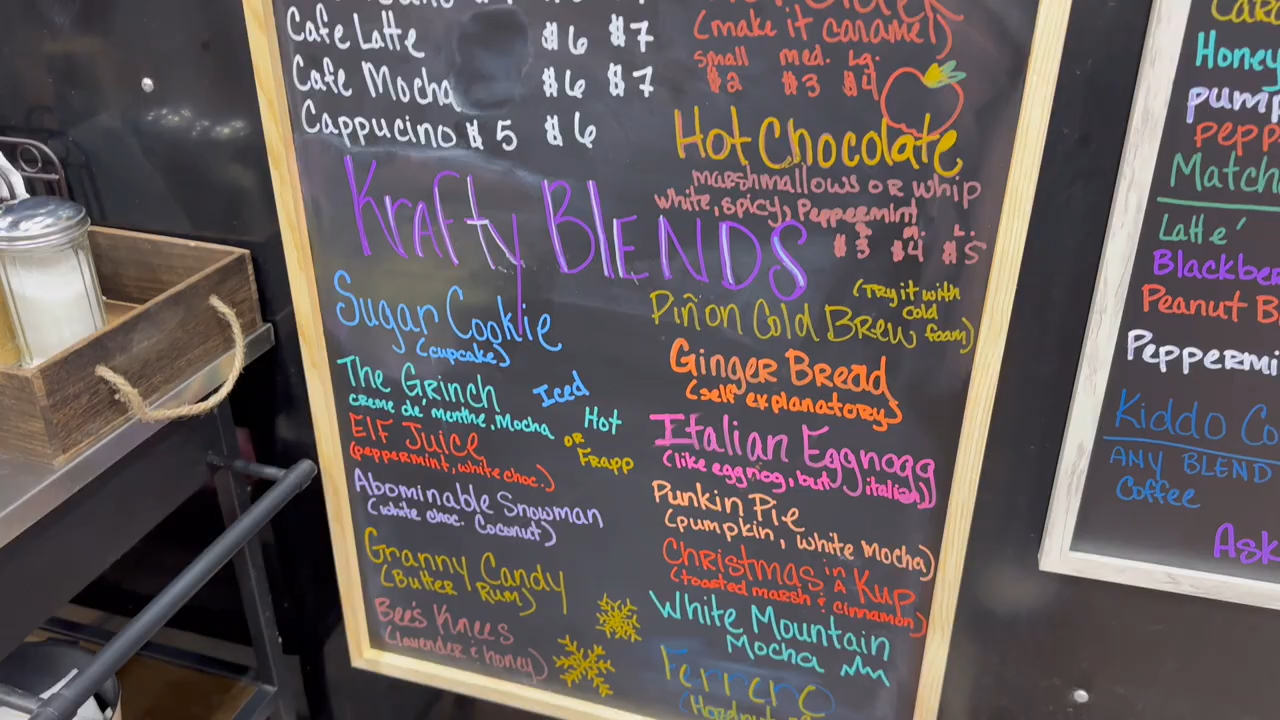 Cafe Latte $6 $7
Cafe Mocha $6 $7
Cappucino $5 $6
(make it caramel)
small med. Lg.
$2 $3 $4
Hot Chocolate
marshmallows OR whip
white, spicy, Peppermint
S. M. L.
$3 $4 $5
Krafty BLENDS
Sugar Cookie
(cupcake)
The Grinch
creme de' menthe, Mocha
Iced
Hot
OR
Frapp
Elf Juice
(peppermint, white choc.)
Abominable Snowman
(white choc. Coconut)
Granny Candy
(Butter Rum)
Bee's Knees
(lavender & honey)
Piñon Cold Brew
(Try it with
cold
foam)
Ginger Bread
(self explanatory)
Italian Eggnogg
(like eggnog, but italian)
Punkin Pie
(pumpkin, white mocha)
Christmas in A Kup
(toasted marsh & cinnamon)
White Mountain
Mocha
Ferrero
Honey
pump
pepp
Match
Latte'
Blackber
Peanut B
Peppermi
Kiddo Co
ANY BLEND
Coffee
Ask